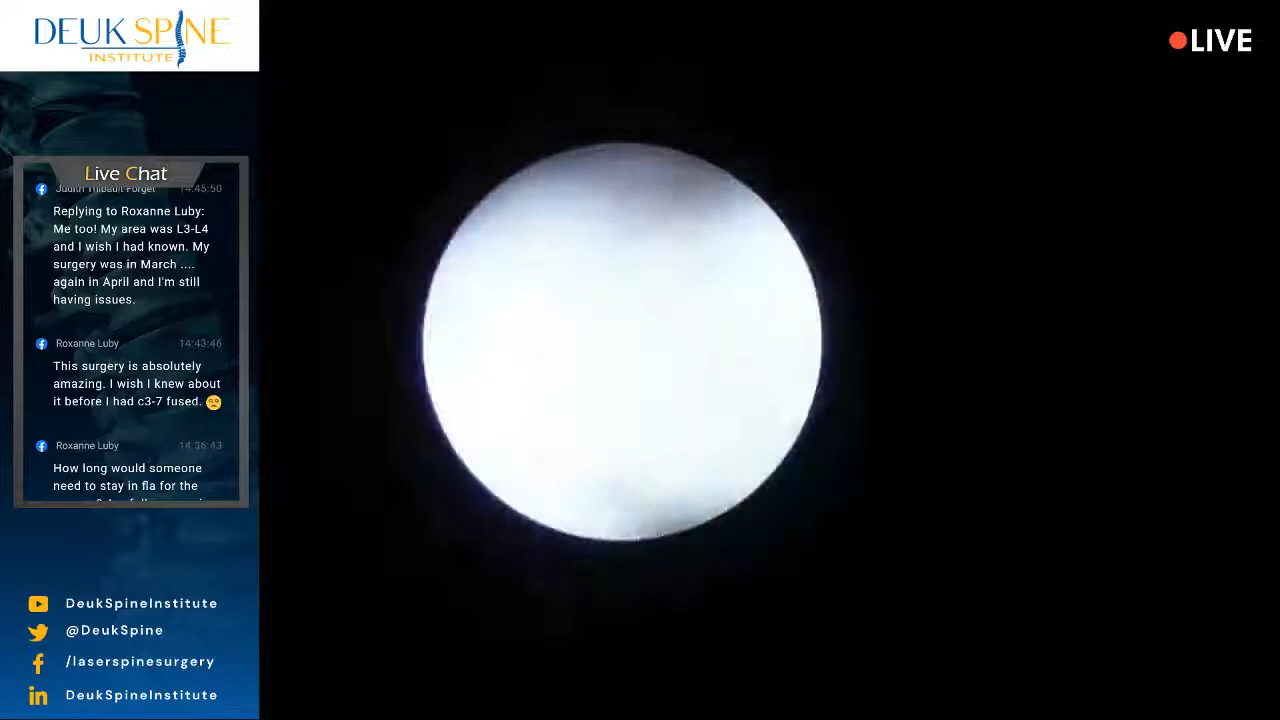 DEUK SPINE
INSTITUTE
LIVE
Live Chat
Judith Thibault Forget 14:45:50
Replying to Roxanne Luby:
Me too! My area was L3-L4
and I wish I had known. My
surgery was in March ....
again in April and I'm still
having issues.
Roxanne Luby 14:43:46
This surgery is absolutely
amazing. I wish I knew about
it before I had c3-7 fused. 😩
Roxanne Luby 14:36:43
How long would someone
need to stay in fla for the
DeukSpineInstitute
@DeukSpine
/laserspinesurgery
DeukSpineInstitute